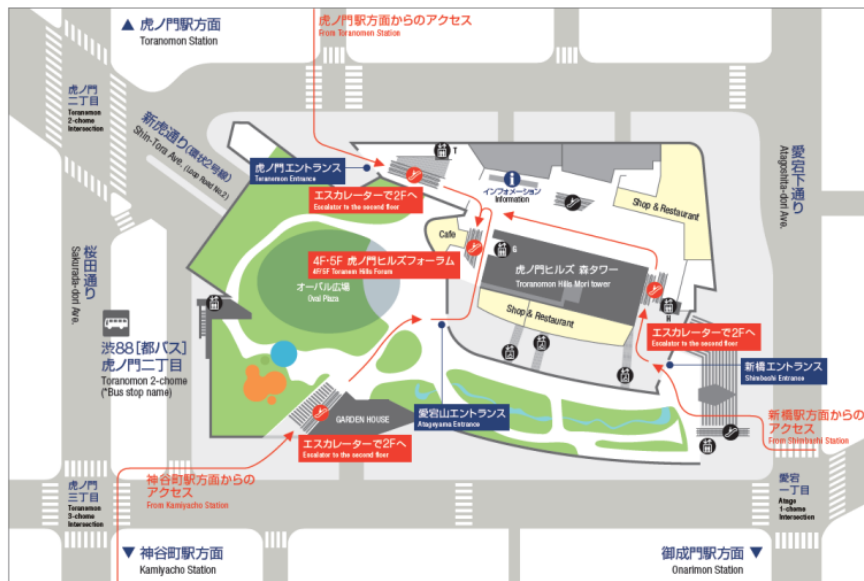 ▲ 虎ノ門駅方面
Toranomon Station
虎ノ門駅方面からのアクセス
From Toranomon Station
虎ノ門
二丁目
Toranomon
2-chome
Intersection
新虎通り(環状2号線)
Shin-Tora Ave. (Loop Road No.2)
愛宕下通り
Atagoshita-dori Ave.
虎ノ門エントランス
Toranomon Entrance
T
インフォメーション
Information
エスカレーターで2Fへ
Escalator to the second floor
Shop & Restaurant
Cafe
G
4F・5F 虎ノ門ヒルズフォーラム
4F/5F Toranomon Hills Forum
虎ノ門ヒルズ 森タワー
Troranomon Hills Mori tower
オーバル広場
Oval Plaza
桜田通り
Sakurada-dori Ave.
Shop & Restaurant
H
エスカレーターで2Fへ
Escalator to the second floor
渋88[都バス]
虎ノ門二丁目
Toranomon 2-chome
(*Bus stop name)
新橋エントランス
Shimbashi Entrance
GARDEN HOUSE
愛宕山エントランス
Atagoyama Entrance
新橋駅方面からの
アクセス
From Shimbashi Station
エスカレーターで2Fへ
Escalator to the second floor
神谷町駅方面からの
アクセス
From Kamiyacho Station
虎ノ門
三丁目
Toranomon
3-chome
Intersection
愛宕
一丁目
Atago
1-chome
Intersection
▼ 神谷町駅方面
Kamiyacho Station
御成門駅方面 ▼
Onarimon Station